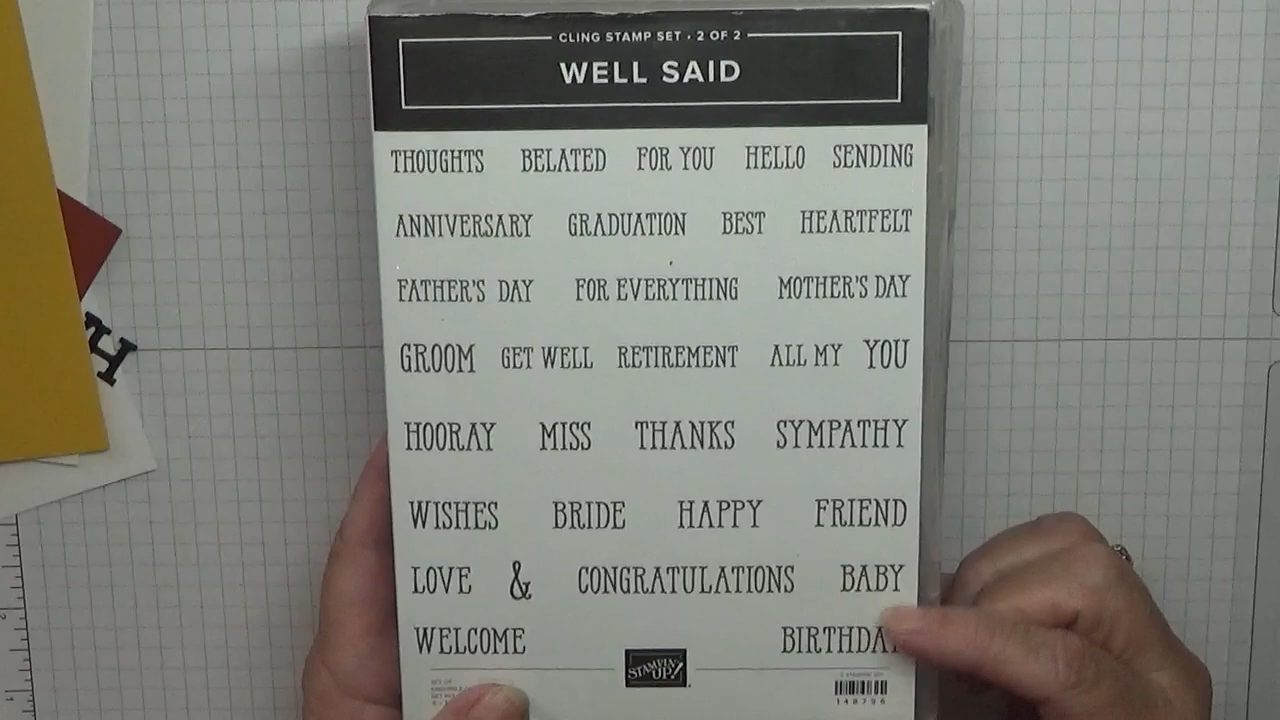 CLING STAMP SET • 2 OF 2
WELL SAID
THOUGHTS BELATED FOR YOU HELLO SENDING
ANNIVERSARY GRADUATION BEST HEARTFELT
FATHER'S DAY FOR EVERYTHING MOTHER'S DAY
GROOM GET WELL RETIREMENT ALL MY YOU
HOORAY MISS THANKS SYMPATHY
WISHES BRIDE HAPPY FRIEND
LOVE & CONGRATULATIONS BABY
WELCOME BIRTHDAY
STAMPIN' UP!
148796
H